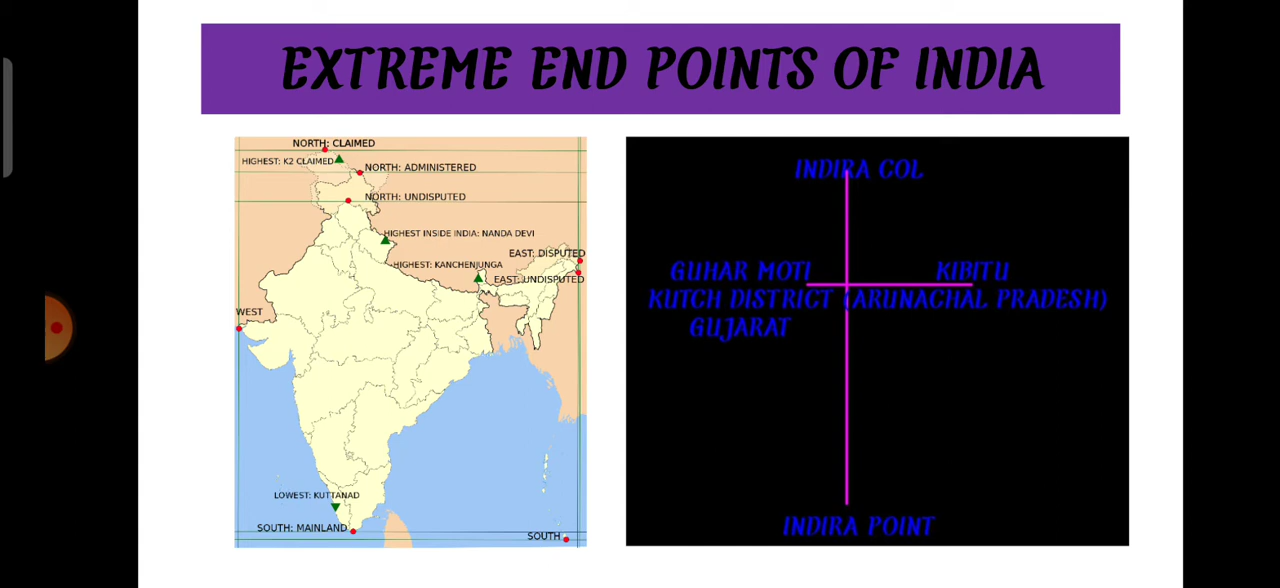 EXTREME END POINTS OF INDIA
NORTH: CLAIMED
HIGHEST: K2 CLAIMED
NORTH: ADMINISTERED
NORTH: UNDISPUTED
HIGHEST INSIDE INDIA: NANDA DEVI
EAST: DISPUTED
HIGHEST: KANCHENJUNGA
EAST: UNDISPUTED
WEST
LOWEST: KUTTANAD
SOUTH: MAINLAND
SOUTH
INDIRA COL
GUHAR MOTI
KUTCH DISTRICT
GUJARAT
KIBITU
(ARUNACHAL PRADESH)
INDIRA POINT